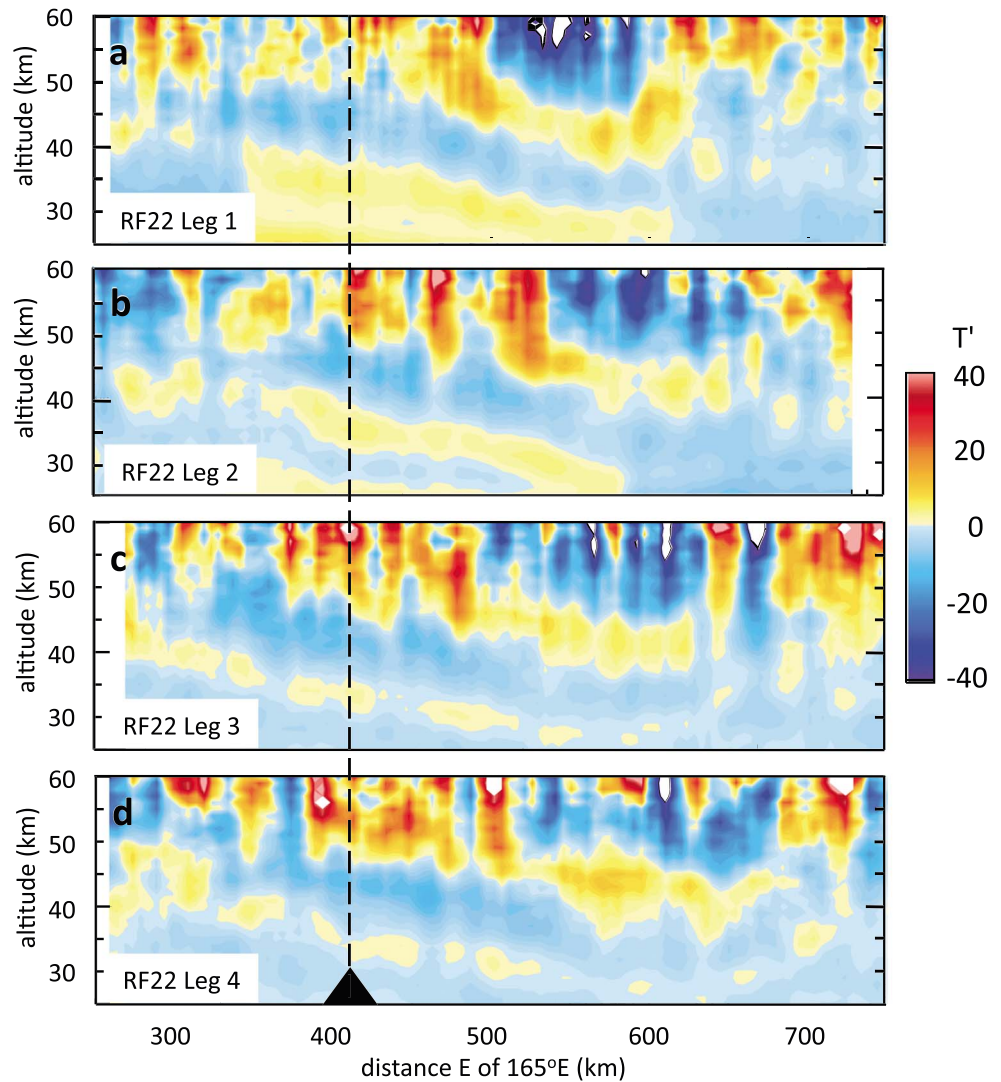 a
60
50
40
30
altitude (km)
RF22 Leg 1
b
60
50
40
30
altitude (km)
RF22 Leg 2
c
60
50
40
30
altitude (km)
RF22 Leg 3
d
60
50
40
30
altitude (km)
RF22 Leg 4
300 400 500 600 700
distance E of 165°E (km)
T'
40
20
0
-20
-40